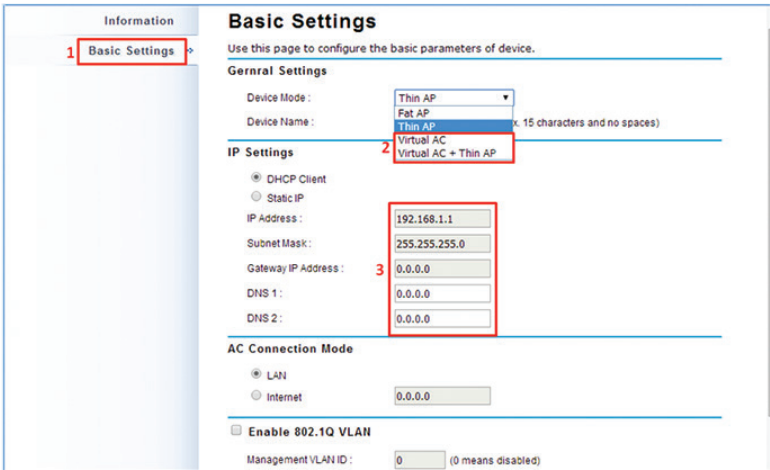 Information
1 Basic Settings
Basic Settings
Use this page to configure the basic parameters of device.
Gernral Settings
Device Mode : Thin AP
Fat AP
Thin AP
Device Name : x. 15 characters and no spaces)
2 Virtual AC
Virtual AC + Thin AP
IP Settings
DHCP Client
Static IP
IP Address : 192.168.1.1
Subnet Mask : 255.255.255.0
Gateway IP Address : 3 0.0.0.0
DNS 1 : 0.0.0.0
DNS 2 : 0.0.0.0
AC Connection Mode
LAN
Internet 0.0.0.0
Enable 802.1Q VLAN
Management VLAN ID : 0 (0 means disabled)